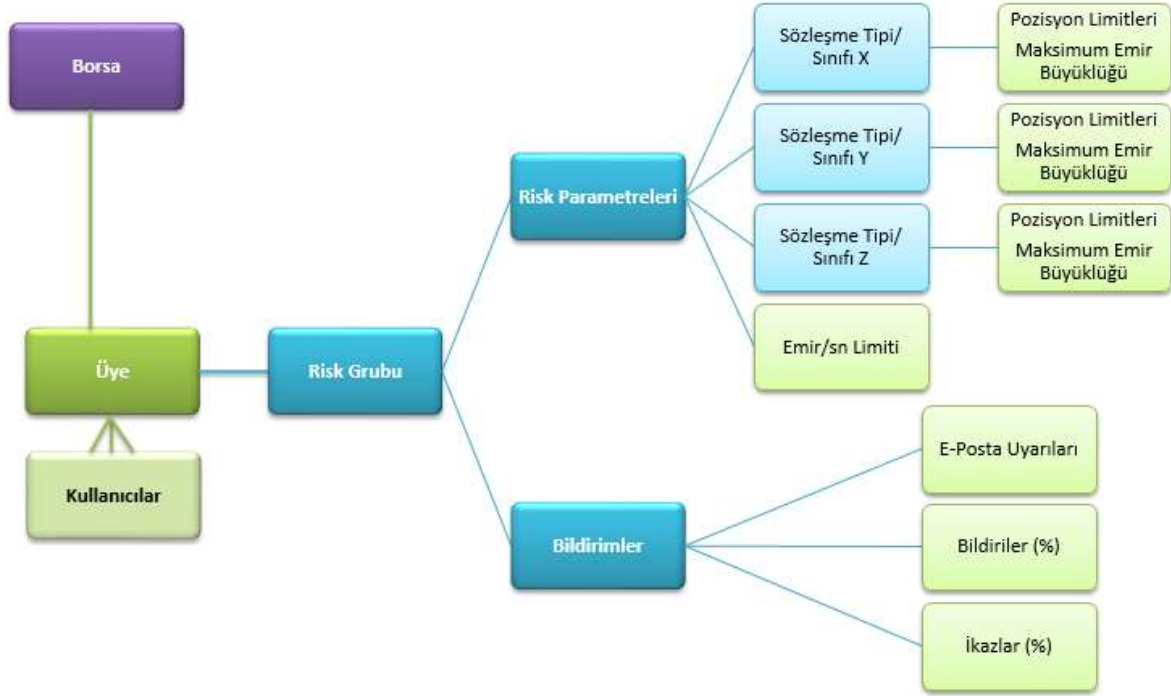 Borsa
Üye
Kullanıcılar
Risk Grubu
Risk Parametreleri
Sözleşme Tipi/
Sınıfı X
Pozisyon Limitleri
Maksimum Emir
Büyüklüğü
Sözleşme Tipi/
Sınıfı Y
Pozisyon Limitleri
Maksimum Emir
Büyüklüğü
Sözleşme Tipi/
Sınıfı Z
Pozisyon Limitleri
Maksimum Emir
Büyüklüğü
Emir/sn Limiti
Bildirimler
E-Posta Uyarıları
Bildiriler (%)
İkazlar (%)